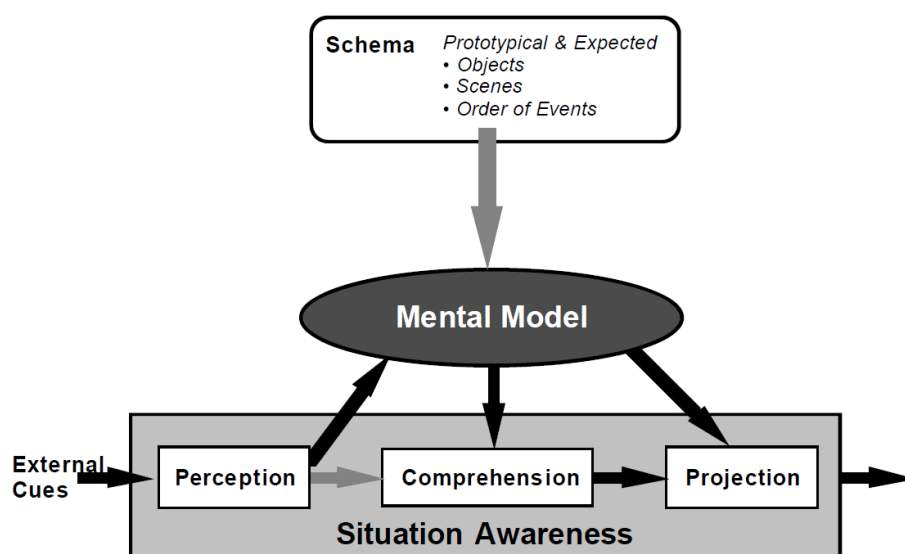 Schema
Prototypical & Expected
• Objects
• Scenes
• Order of Events
Mental Model
External
Cues
Perception
Comprehension
Projection
Situation Awareness